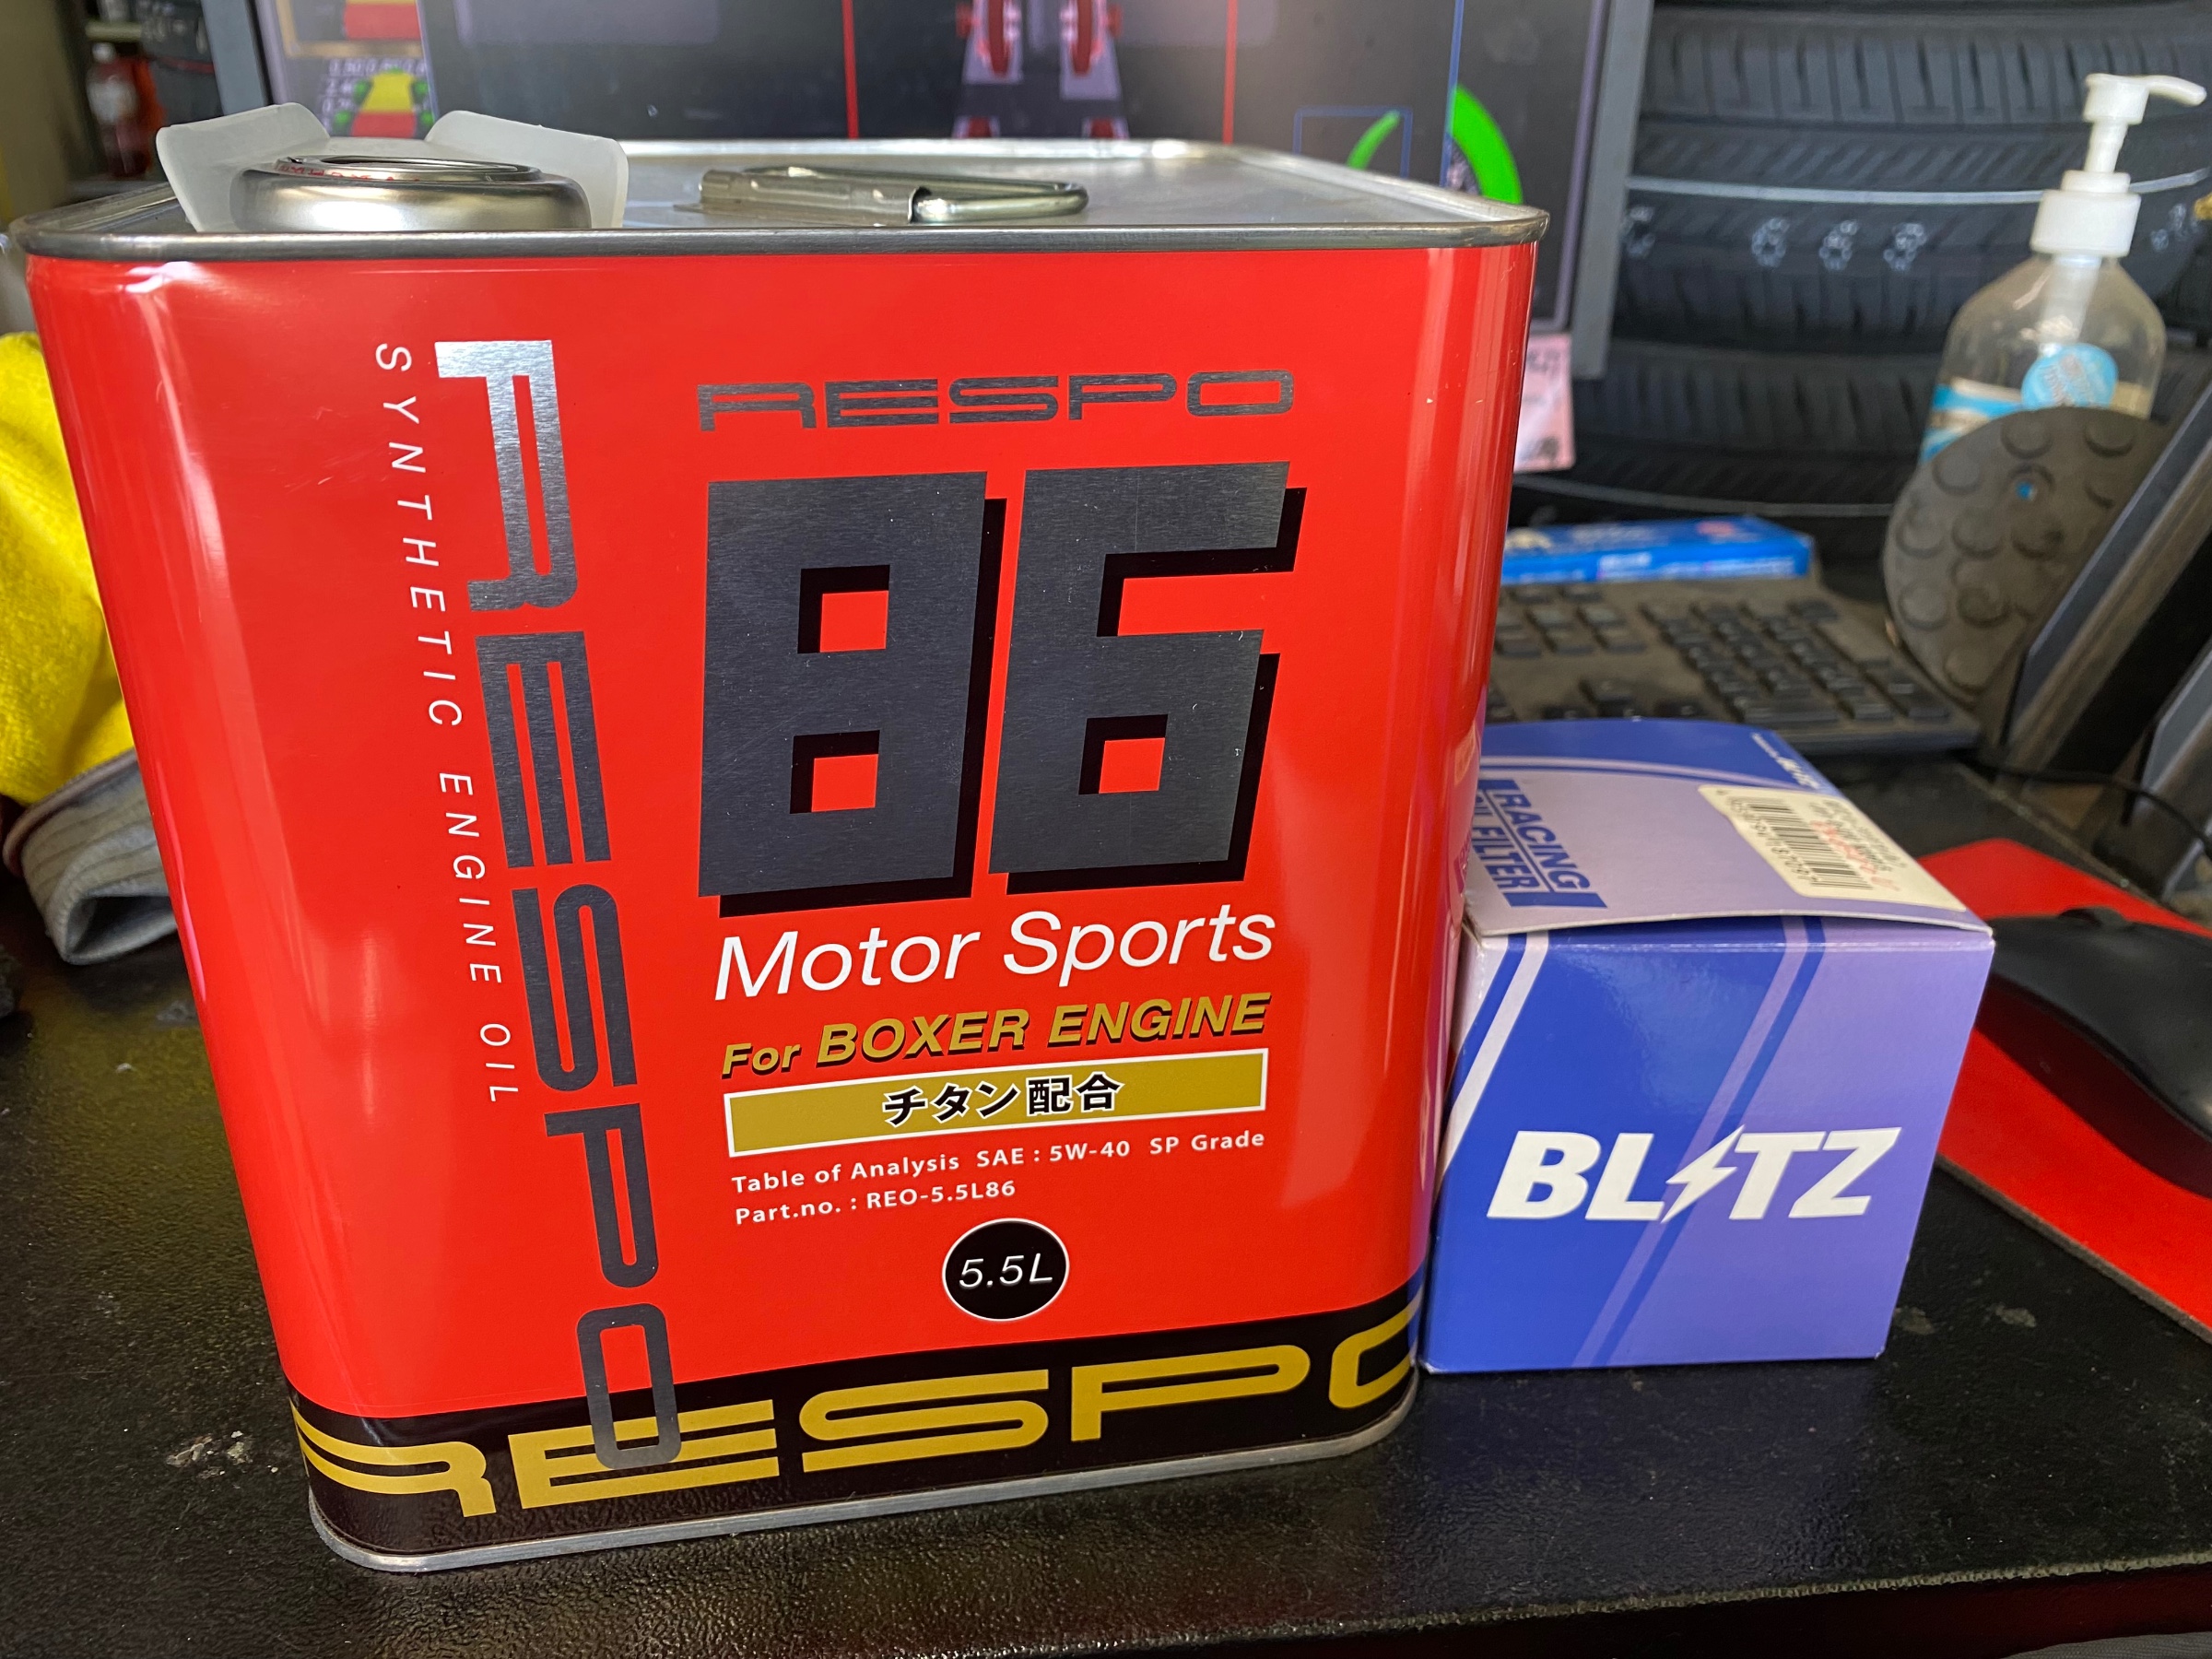 RESPO
SYNTHETIC ENGINE OIL
RESPO
86
Motor Sports
For BOXER ENGINE
チタン配合
Table of Analysis SAE : 5W-40 SP Grade
Part.no. : REO-5.5L86
5.5L
RESPO
RACING
OIL FILTER
BLITZ